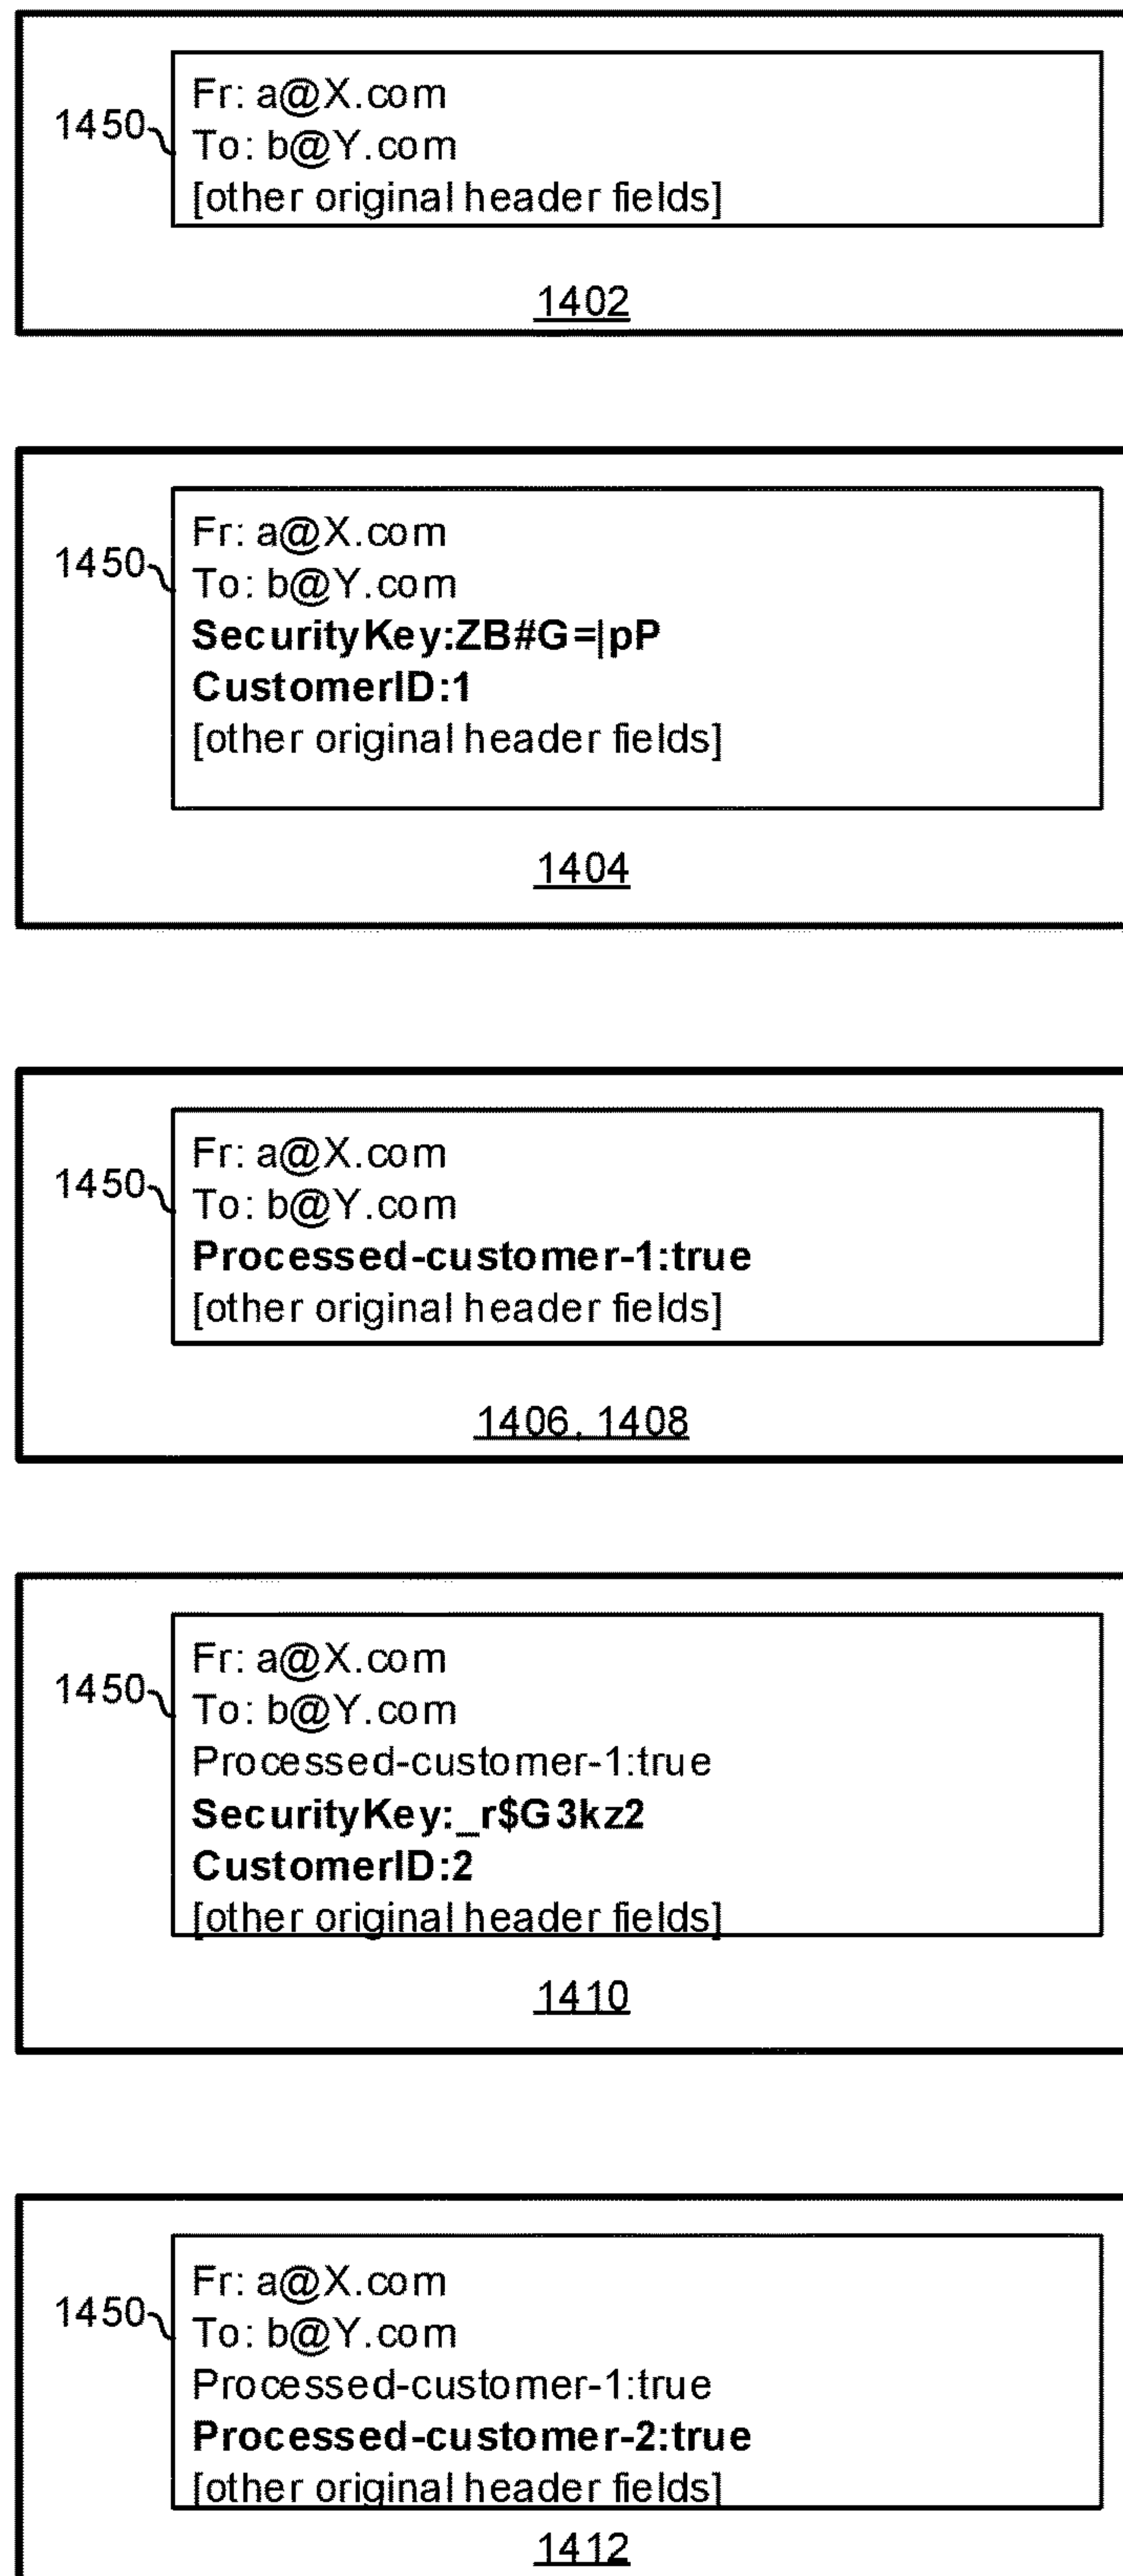 Fr: a@X.com
1450
To: b@Y.com
[other original header fields]
1402
Fr: a@X.com
1450
To: b@Y.com
SecurityKey:ZB#G=|pP
CustomerID:1
[other original header fields]
1404
Fr: a@X.com
1450
To: b@Y.com
Processed-customer-1:true
[other original header fields]
1406, 1408
Fr: a@X.com
1450
To: b@Y.com
Processed-customer-1:true
SecurityKey:_r$G3kz2
CustomerID:2
[other original header fields]
1410
Fr: a@X.com
1450
To: b@Y.com
Processed-customer-1:true
Processed-customer-2:true
[other original header fields]
1412